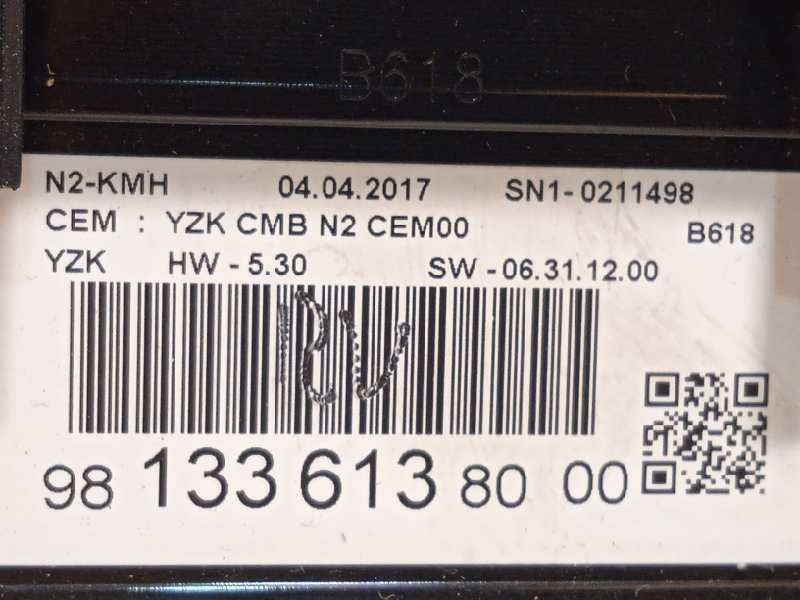 B618
N2-KMH 04.04.2017 SN1-0211498
CEM : YZK CMB N2 CEM00 B618
YZK HW - 5.30 SW - 06.31.12.00
RV
98 133 613 80 00